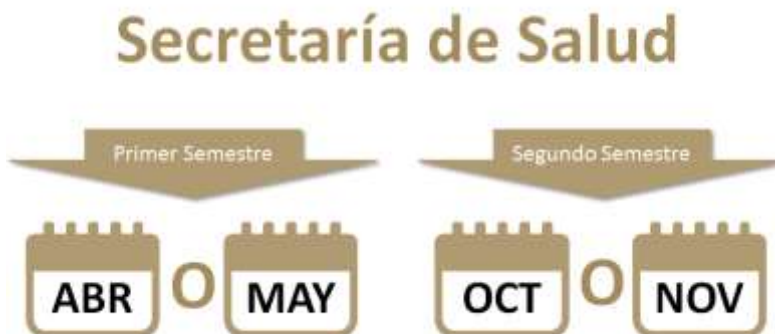 Secretaría de Salud
Primer Semestre
Segundo Semestre
ABR O MAY
OCT O NOV